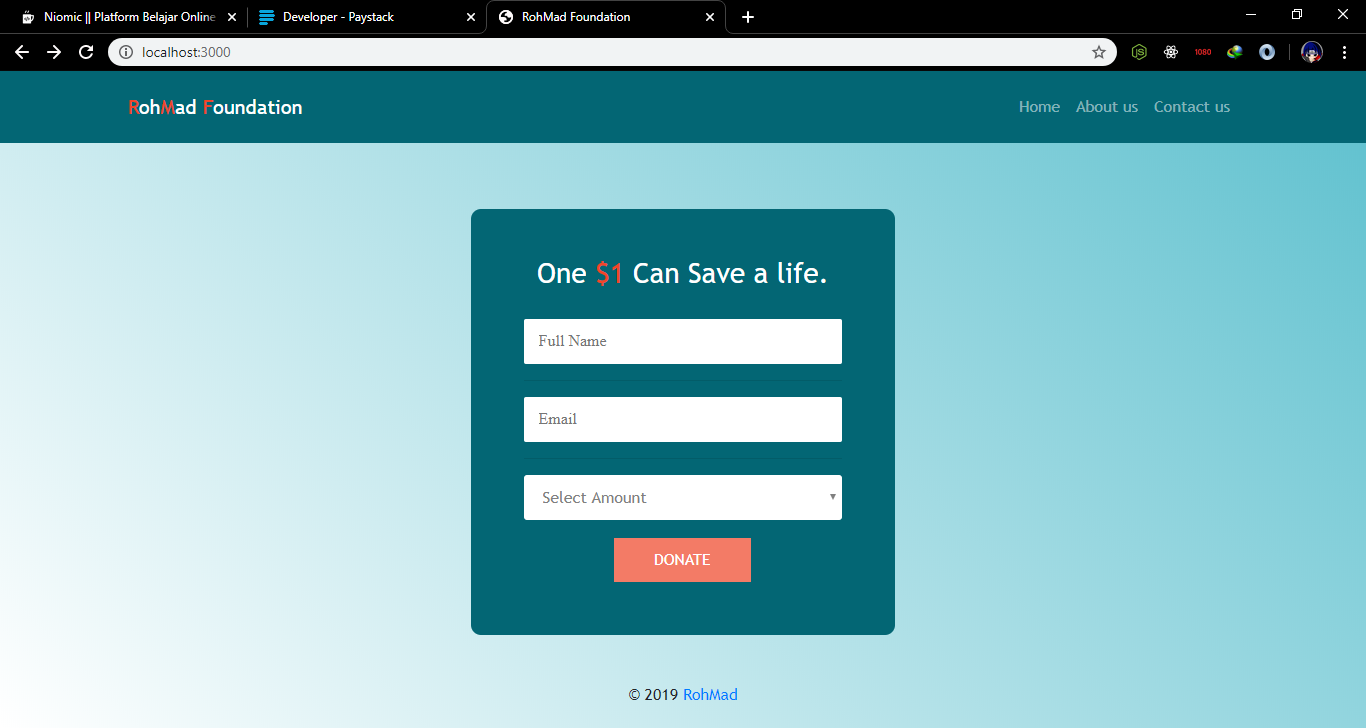 Niomic || Platform Belajar Online
Developer - Paystack
RohMad Foundation
localhost:3000
1080
RohMad Foundation
Home About us Contact us
One $1 Can Save a life.
Full Name
Email
Select Amount
DONATE
© 2019 RohMad